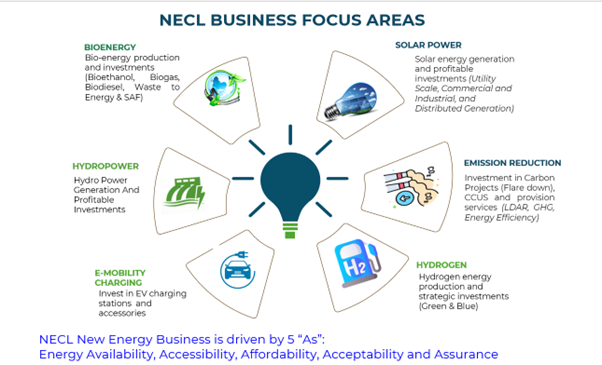 NECL BUSINESS FOCUS AREAS
BIOENERGY
Bio-energy production
and investments
(Bioethanol, Biogas,
Biodiesel, Waste to
Energy & SAF)
SOLAR POWER
Solar energy generation
and profitable
investments (Utility
Scale, Commercial and
Industrial, and
Distributed Generation)
HYDROPOWER
Hydro Power
Generation And
Profitable
Investments
EMISSION REDUCTION
Investment in Carbon
Projects (Flare down),
CCUS and provision
services (LDAR, GHG,
Energy Efficiency)
CO₂
CO₂
E-MOBILITY
CHARGING
Invest in EV charging
stations and
accessories
H2
HYDROGEN
Hydrogen energy
production and
strategic investments
(Green & Blue)
NECL New Energy Business is driven by 5 “As”:
Energy Availability, Accessibility, Affordability, Acceptability and Assurance